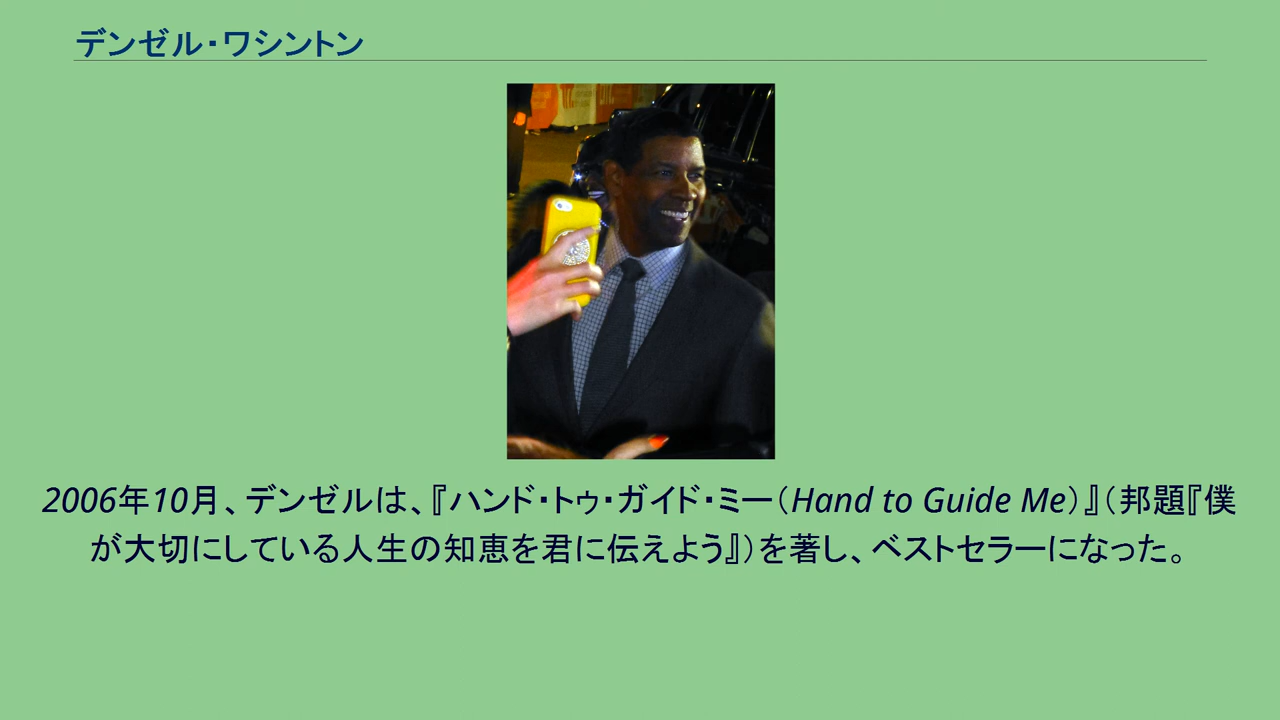 デンゼル・ワシントン
2006年10月、デンゼルは、『ハンド・トゥ・ガイド・ミー（Hand to Guide Me）』（邦題『僕
が大切にしている人生の知恵を君に伝えよう』）を著し、ベストセラーになった。